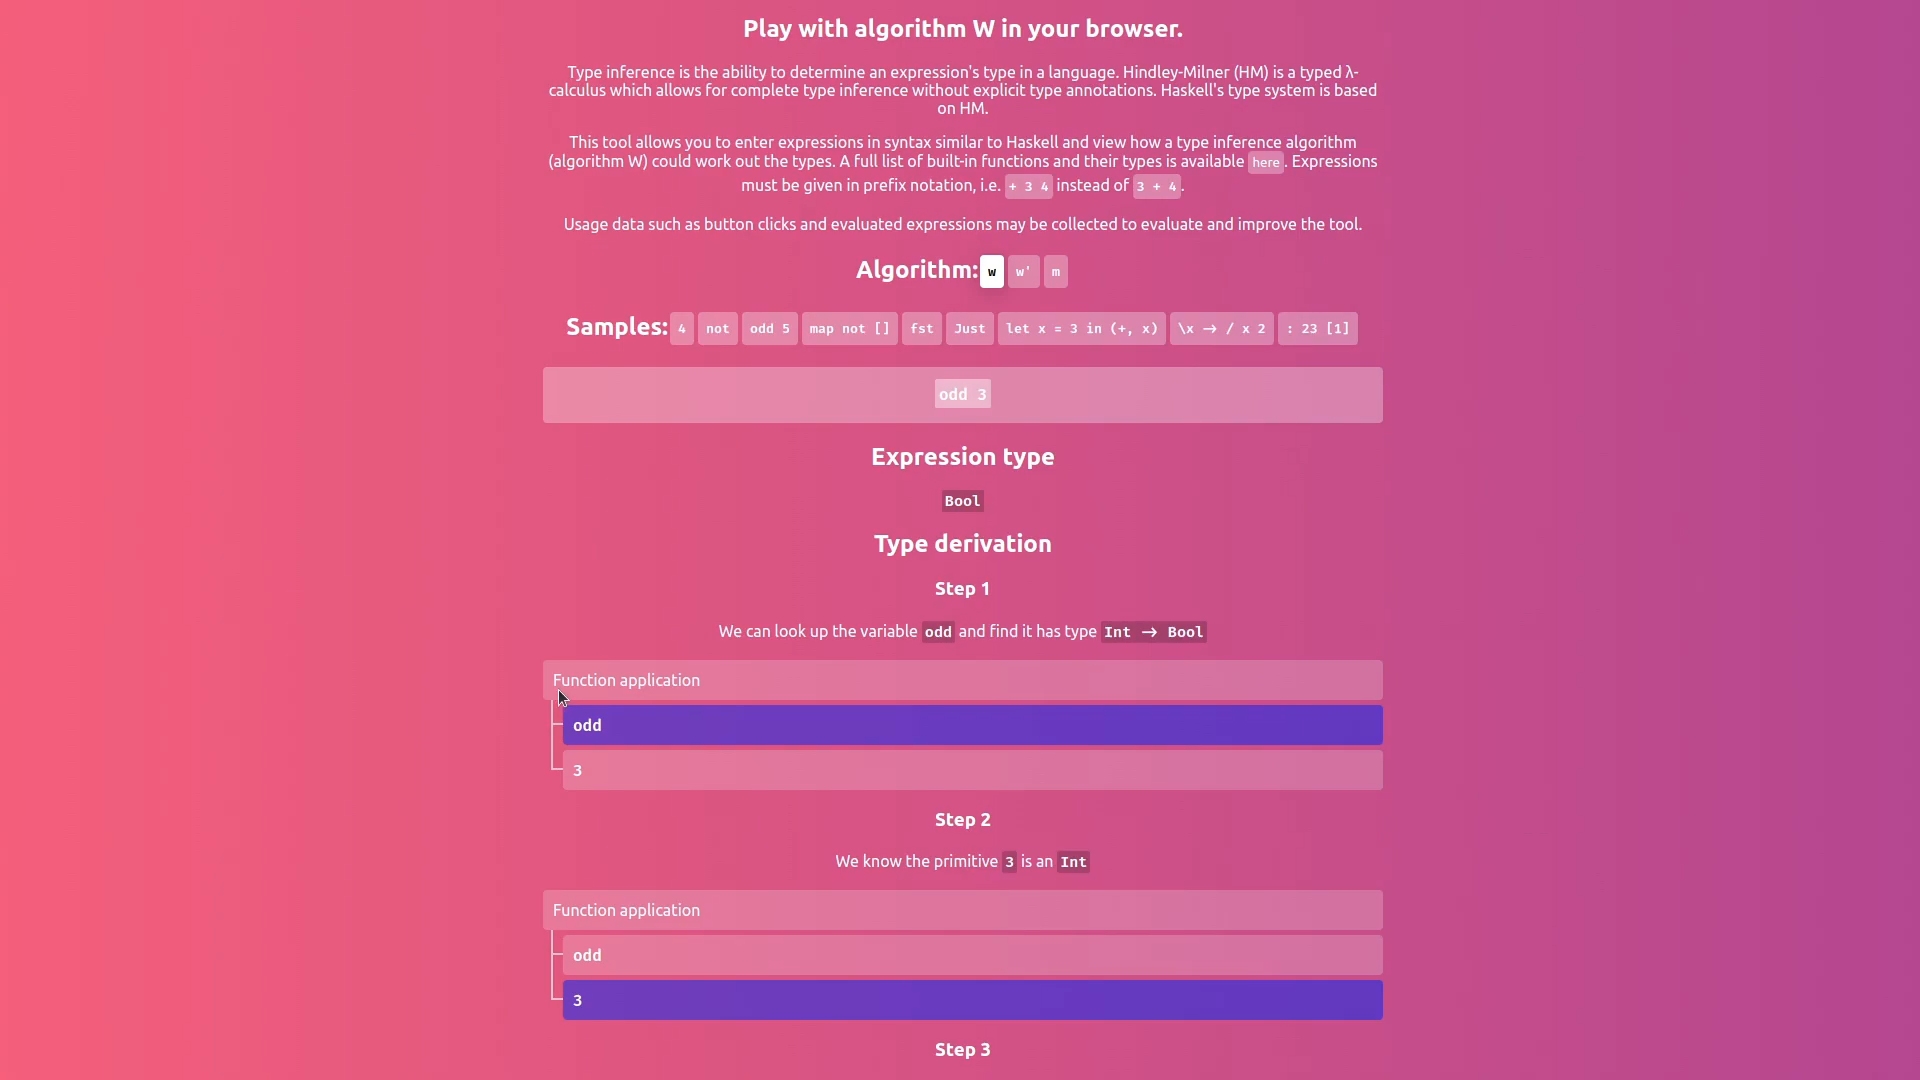 Play with algorithm W in your browser.
Type inference is the ability to determine an expression's type in a language. Hindley-Milner (HM) is a typed λ-
calculus which allows for complete type inference without explicit type annotations. Haskell's type system is based
on HM.
This tool allows you to enter expressions in syntax similar to Haskell and view how a type inference algorithm
(algorithm W) could work out the types. A full list of built-in functions and their types is available here. Expressions
must be given in prefix notation, i.e. + 3 4 instead of 3 + 4.
Usage data such as button clicks and evaluated expressions may be collected to evaluate and improve the tool.
Algorithm: w w' m
Samples: 4 not odd 5 map not [] fst Just let x = 3 in (+, x) \x → / x 2 : 23 [1]
odd 3
Expression type
Bool
Type derivation
Step 1
We can look up the variable odd and find it has type Int → Bool
Function application
odd
3
Step 2
We know the primitive 3 is an Int
Function application
odd
3
Step 3